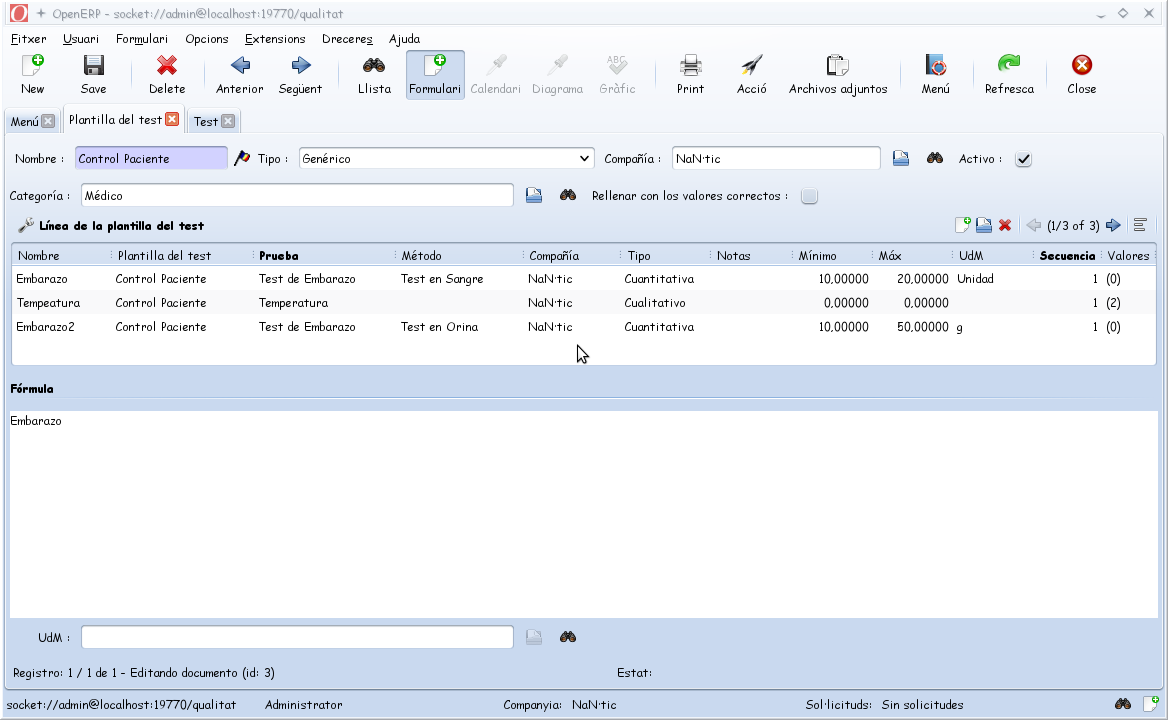 OpenERP - socket://admin@localhost:19770/qualitat
Fitxer Usuari Formulari Opcions Extensions Dreceres Ajuda
New Save Delete Anterior Següent Llista Formulari Calendari Diagrama ABC Gràfic Print Acció Archivos adjuntos Menú Refresca Close
Menú Plantilla del test Test
Nombre : Control Paciente Tipo : Genérico Compañía : NaN·tic Activo :
Categoría : Médico Rellenar con los valores correctos :
Línea de la plantilla del test (1/3 of 3)
Nombre Plantilla del test Prueba Método Compañía Tipo Notas Mínimo Máx UdM Secuencia Valores
Embarazo Control Paciente Test de Embarazo Test en Sangre NaN·tic Cuantitativa 10,00000 20,00000 Unidad 1 (0)
Tempeatura Control Paciente Temperatura NaN·tic Cualitativo 0,00000 0,00000 1 (2)
Embarazo2 Control Paciente Test de Embarazo Test en Orina NaN·tic Cuantitativa 10,00000 50,00000 g 1 (0)
Fórmula
Embarazo
UdM :
Registro: 1 / 1 de 1 - Editando documento (id: 3) Estat:
socket://admin@localhost:19770/qualitat Administrator Companyia: NaN·tic Sol·licituds: Sin solicitudes